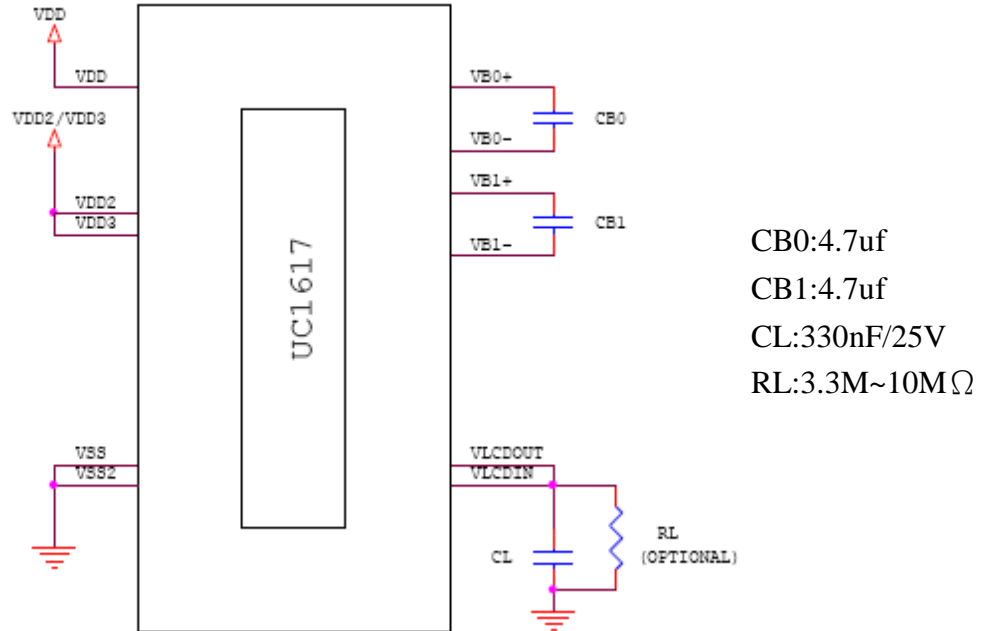 VDD
VDD
VDD2/VDD3
VDD2
VDD3
VSS
VSS2
UC1617
VB0+
CB0
VB0-
VB1+
CB1
VB1-
VLCDOUT
VLCDIN
CL
RL
(OPTIONAL)
CB0:4.7uf
CB1:4.7uf
CL:330nF/25V
RL:3.3M~10MΩ